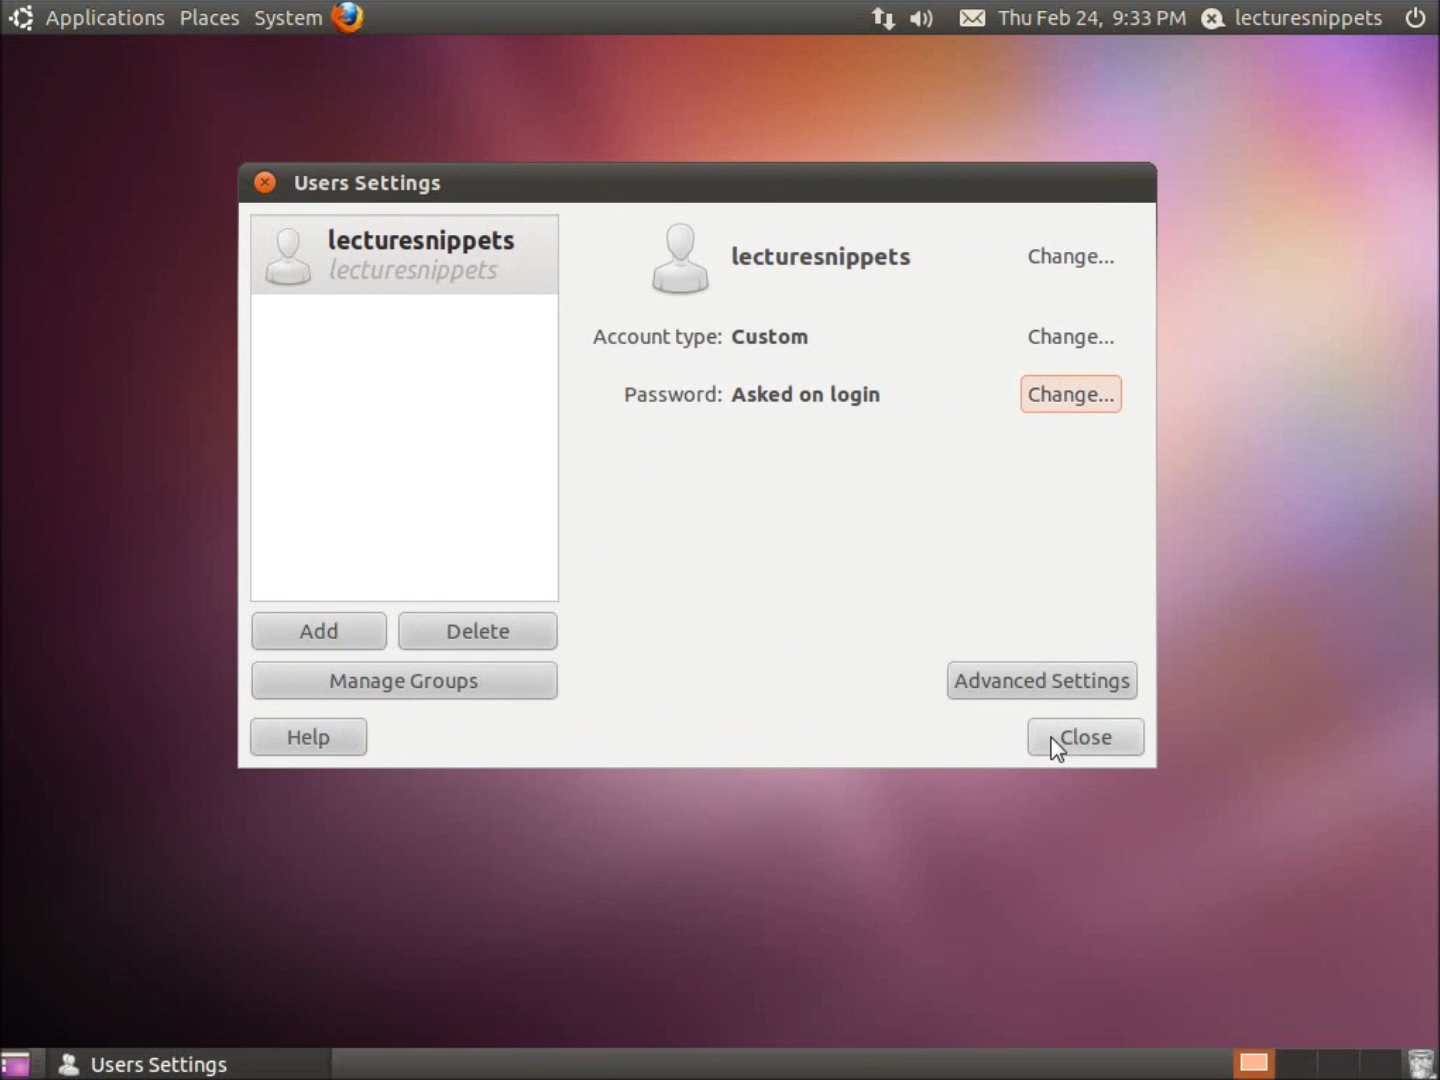 Applications Places System Thu Feb 24, 9:33 PM lecturesnippets
Users Settings
lecturesnippets
lecturesnippets
lecturesnippets Change...
Account type: Custom Change...
Password: Asked on login Change...
Add Delete
Manage Groups Advanced Settings
Help Close
Users Settings